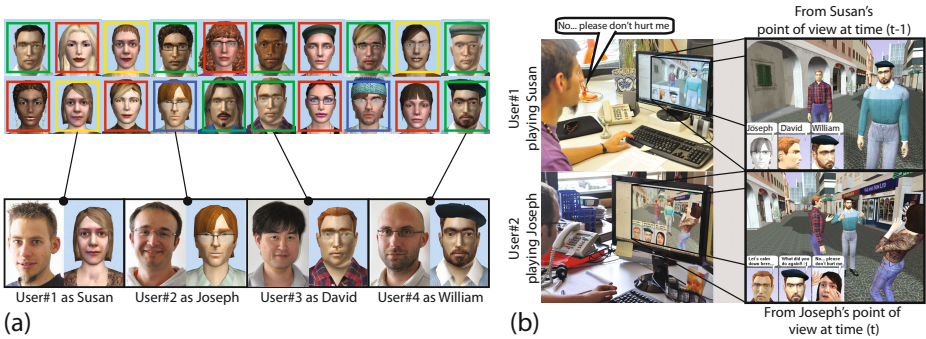 No... please don't hurt me
From Susan's
point of view at time (t-1)
User#1
playing Susan
Joseph
David
William
User#2
playing Joseph
Let's calm
down here...
What did you
do again!! :-(
No... please
don't hurt me
User#1 as Susan
User#2 as Joseph
User#3 as David
User#4 as William
(a)
(b)
From Joseph's point of
view at time (t)